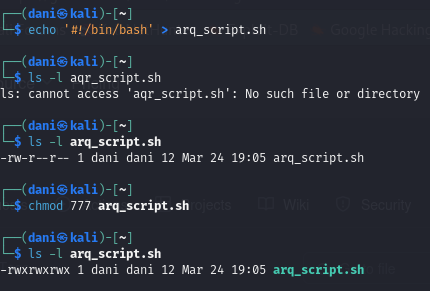 ┌──(dani㉿kali)-[~]
└─$ echo '#!/bin/bash' > arq_script.sh
┌──(dani㉿kali)-[~]
└─$ ls -l aqr_script.sh
ls: cannot access 'aqr_script.sh': No such file or directory
┌──(dani㉿kali)-[~]
└─$ ls -l arq_script.sh
-rw-r--r-- 1 dani dani 12 Mar 24 19:05 arq_script.sh
┌──(dani㉿kali)-[~]
└─$ chmod 777 arq_script.sh
┌──(dani㉿kali)-[~]
└─$ ls -l arq_script.sh
-rwxrwxrwx 1 dani dani 12 Mar 24 19:05 arq_script.sh